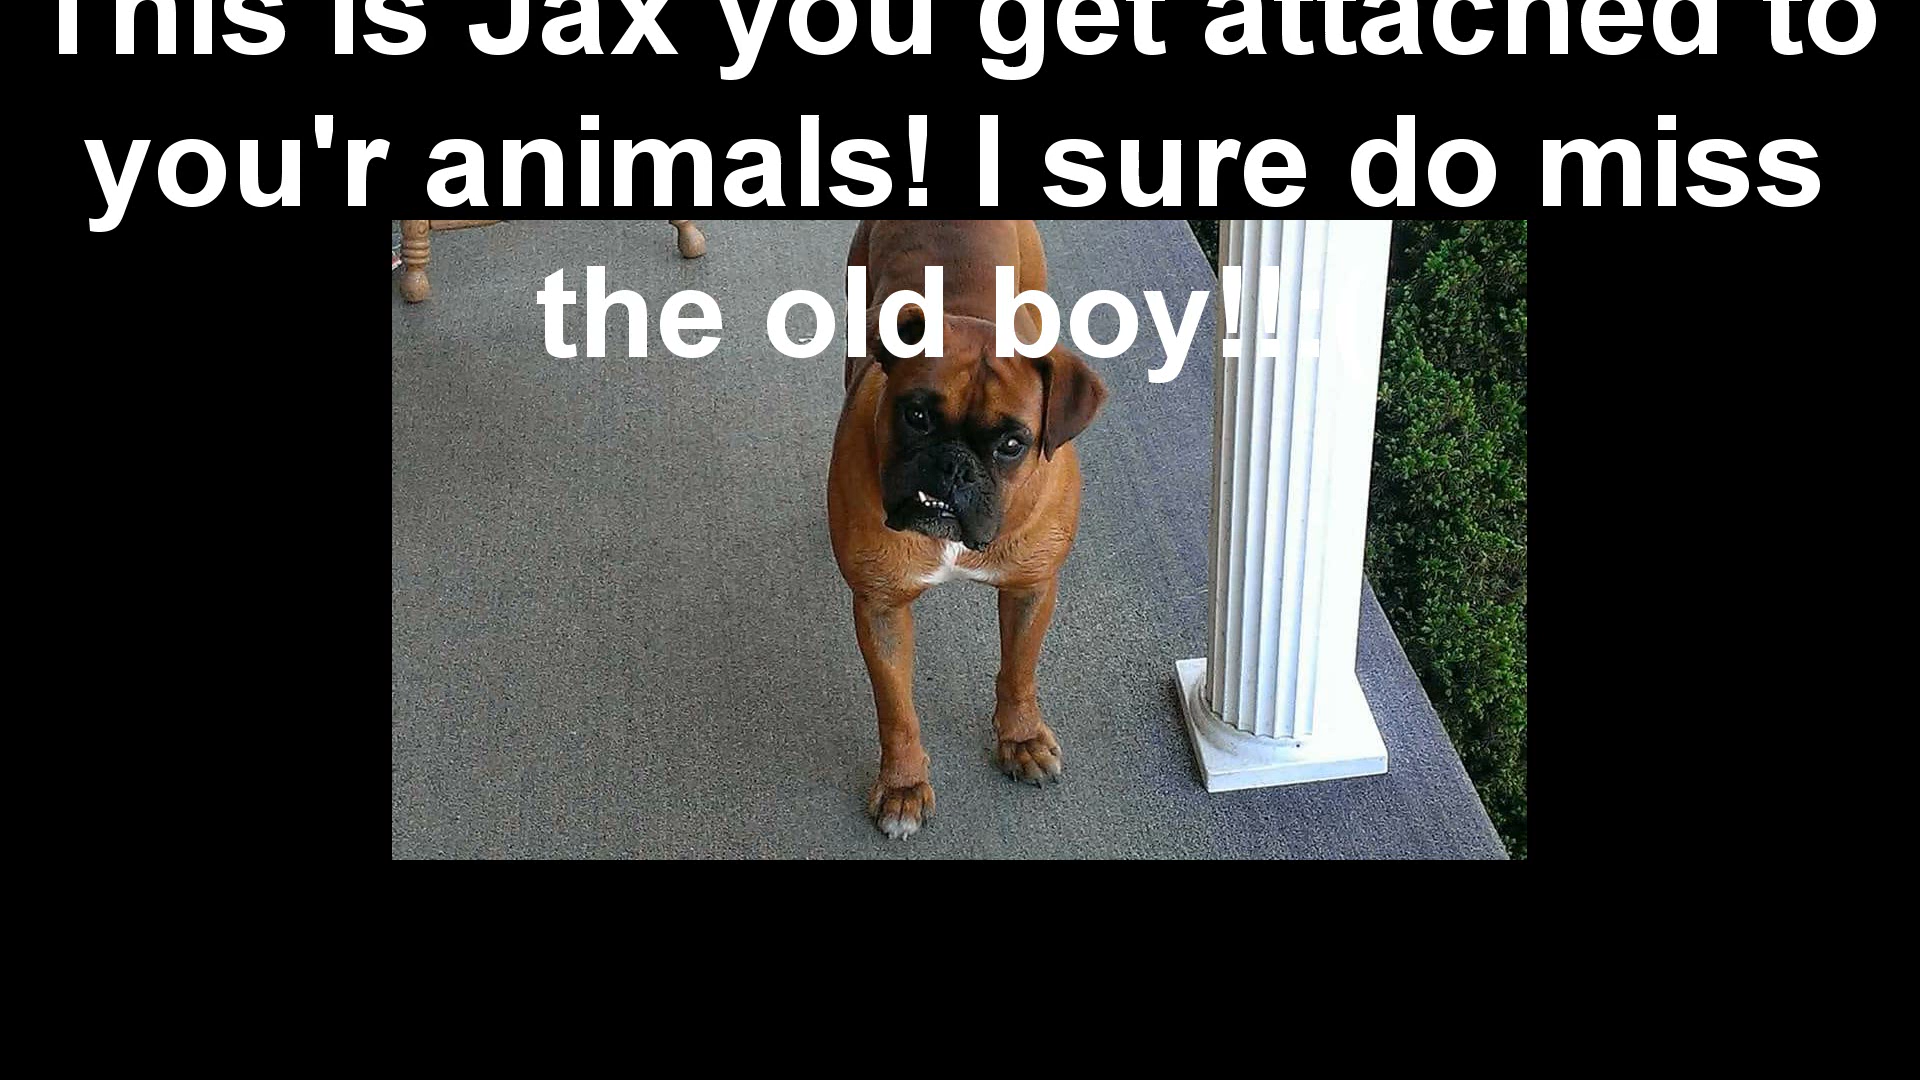 This is Jax you get attached to
you'r animals! I sure do miss
the old boy!!:(